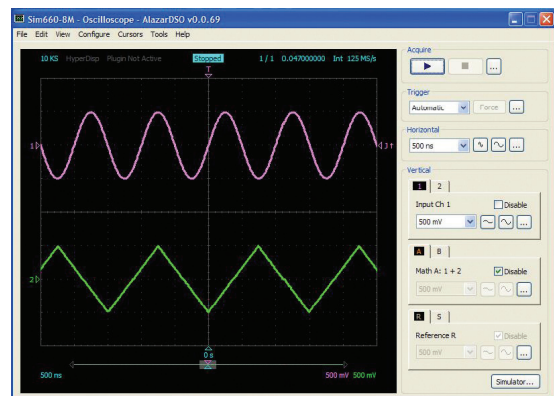 Sim660-8M - Oscilloscope - AlazarDSO v0.0.69
File Edit View Configure Cursors Tools Help
10 KS HyperDisp Plugin Not Active Stopped 1 / 1 0.047000000 Int 125 MS/s
T
1
2
0 s
500 ns 500 mV 500 mV
Acquire
...
Trigger
Automatic Force ...
Horizontal
500 ns ...
Vertical
1 2
Input Ch 1 Disable
500 mV ...
A B
Math A: 1 + 2 Disable
500 mV ...
R S
Reference R Disable
500 mV ...
Simulator...